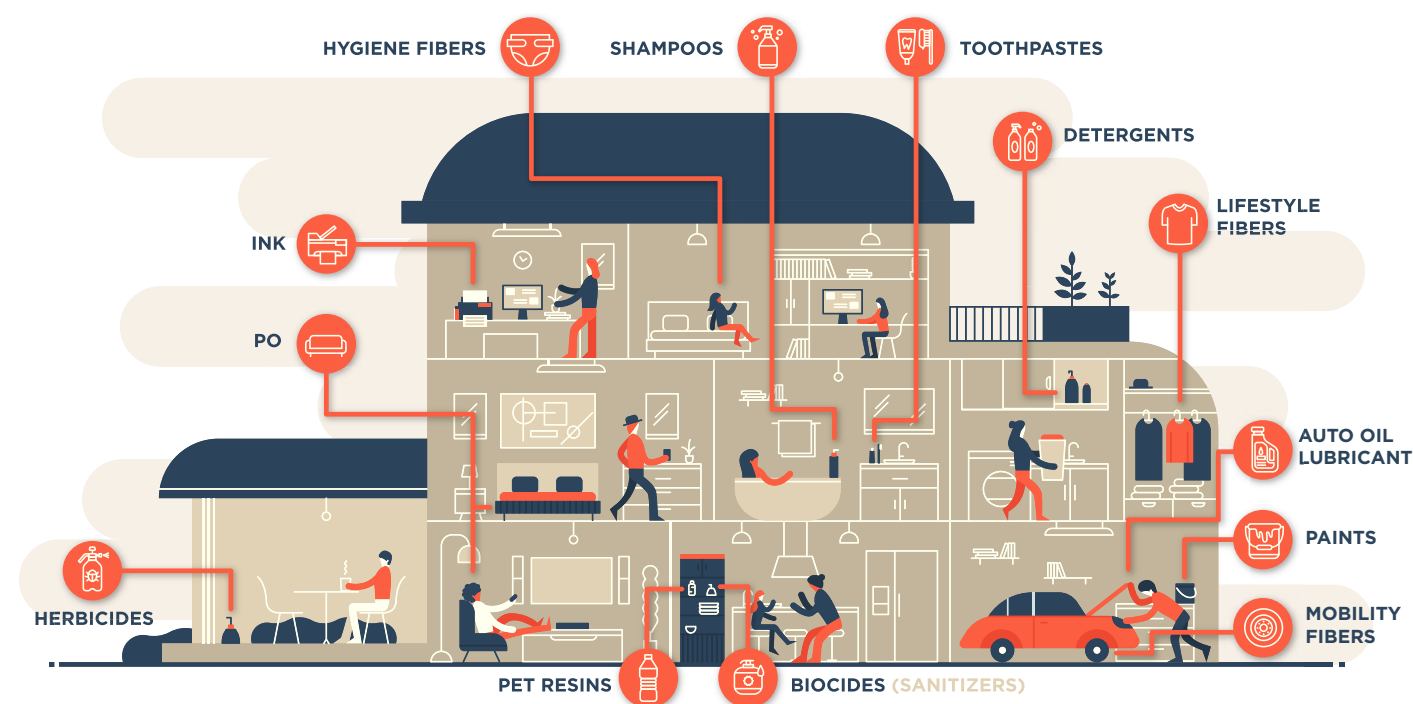 HYGIENE FIBERS
SHAMPOOS
TOOTHPASTES
DETERGENTS
LIFESTYLE
FIBERS
INK
PO
AUTO OIL
LUBRICANT
PAINTS
HERBICIDES
MOBILITY
FIBERS
PET RESINS
BIOCIDES (SANITIZERS)